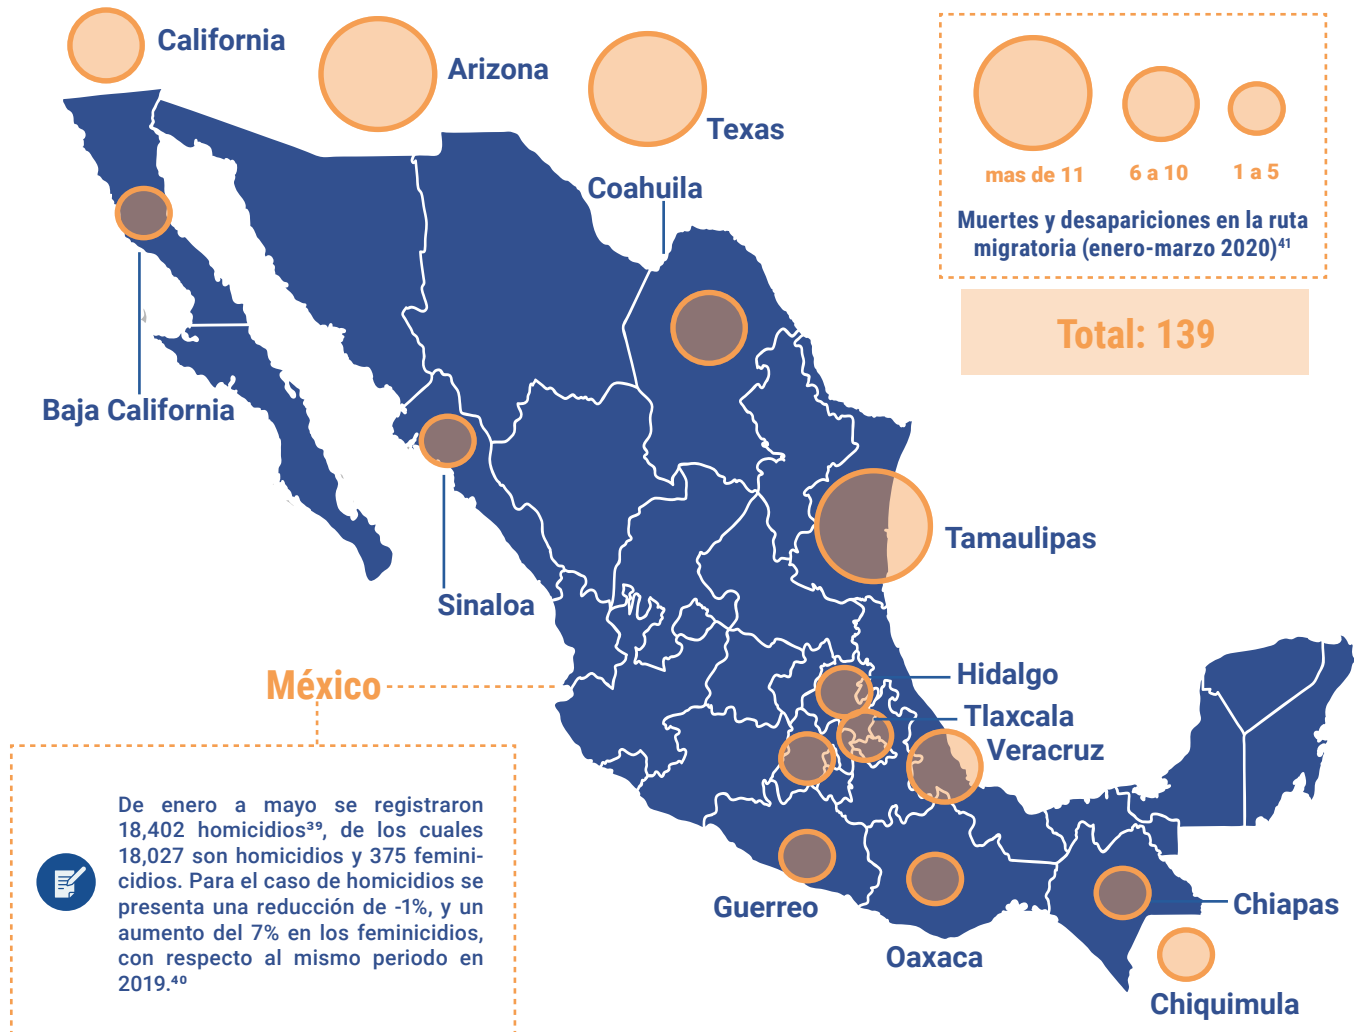 California
Arizona
Texas
Coahuila
mas de 11
6 a 10
1 a 5
Muertes y desapariciones en la ruta
migratoria (enero-marzo 2020)⁴¹
Total: 139
Baja California
Sinaloa
Tamaulipas
México
Hidalgo
Tlaxcala
Veracruz
De enero a mayo se registraron
18,402 homicidios³⁹, de los cuales
18,027 son homicidios y 375 femini-
cidios. Para el caso de homicidios se
presenta una reducción de -1%, y un
aumento del 7% en los feminicidios,
con respecto al mismo periodo en
2019.⁴⁰
Guerreo
Oaxaca
Chiapas
Chiquimula